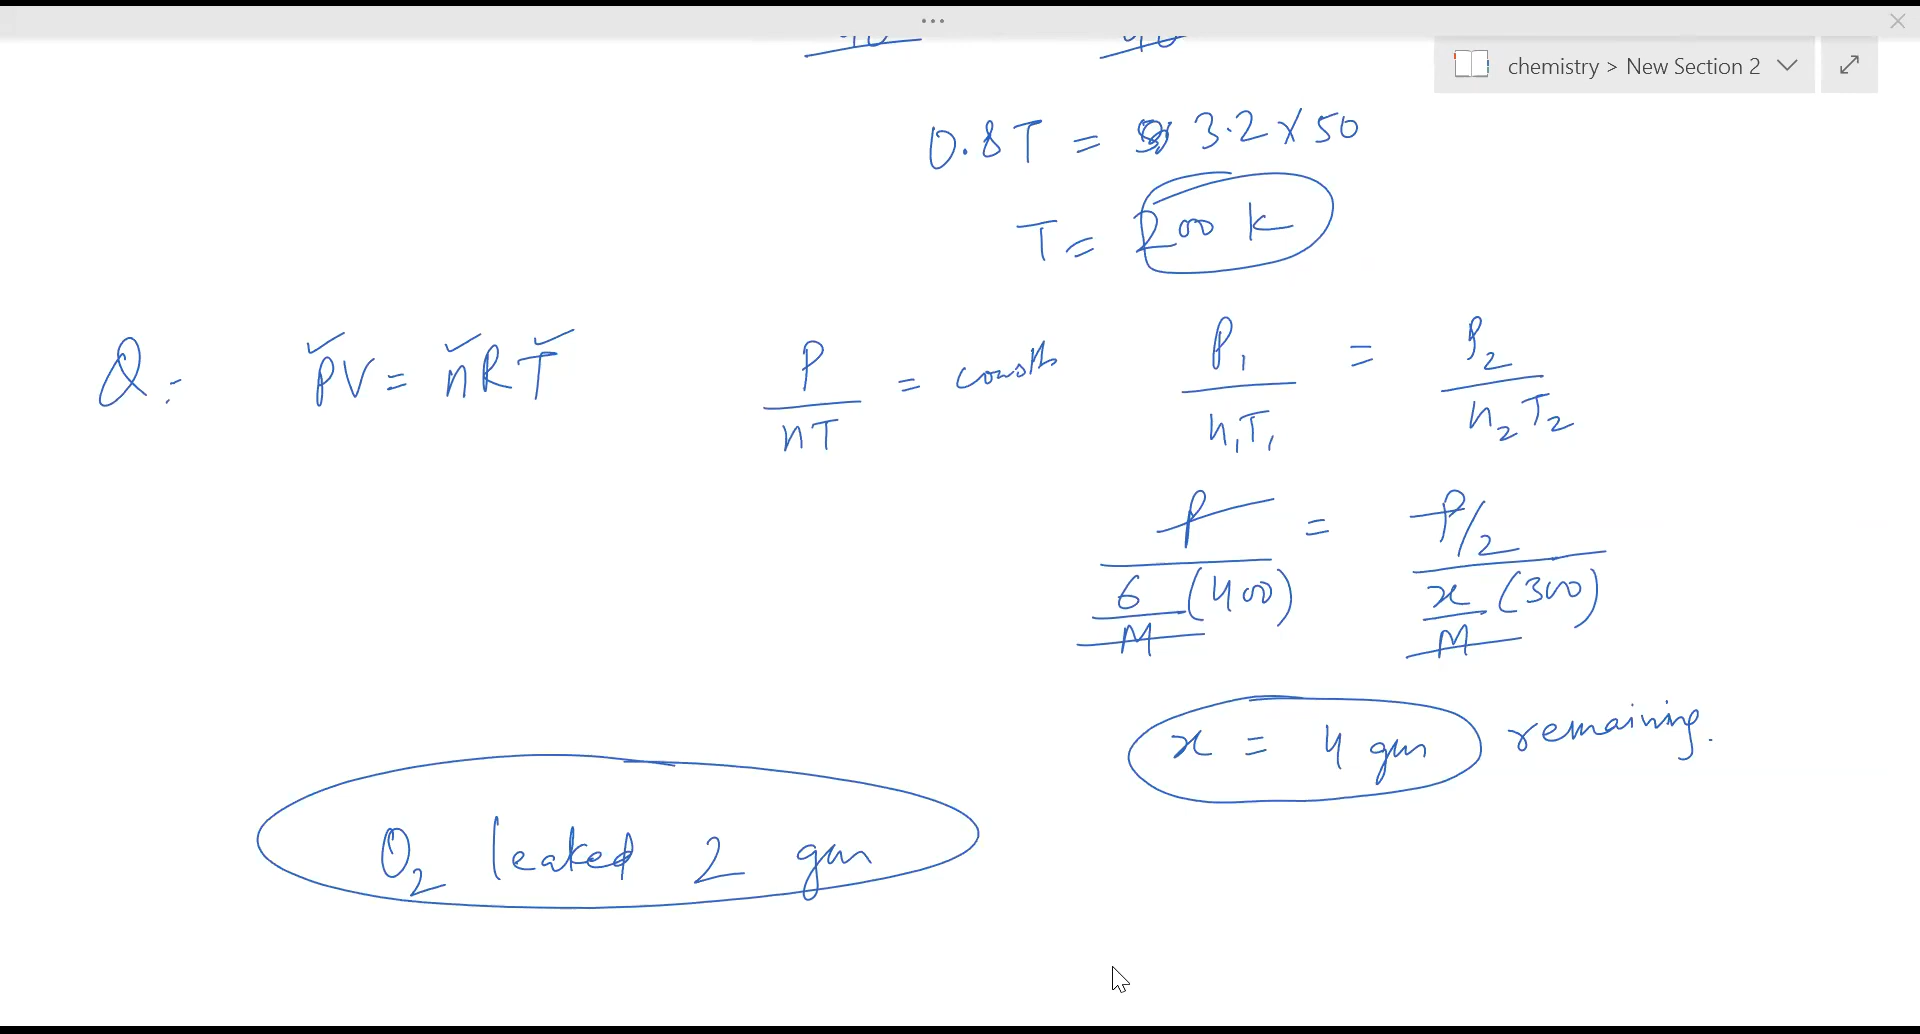 chemistry > New Section 2
0.8T = 3.2 x 50
T = 200 k
Q: PV = nRT P/nT = P1/n1T1 = P2/n2T2
P/(6/M (400)) = P/2/(x/M (300))
x = 4 gm remaining.
O2 leaked 2 gm